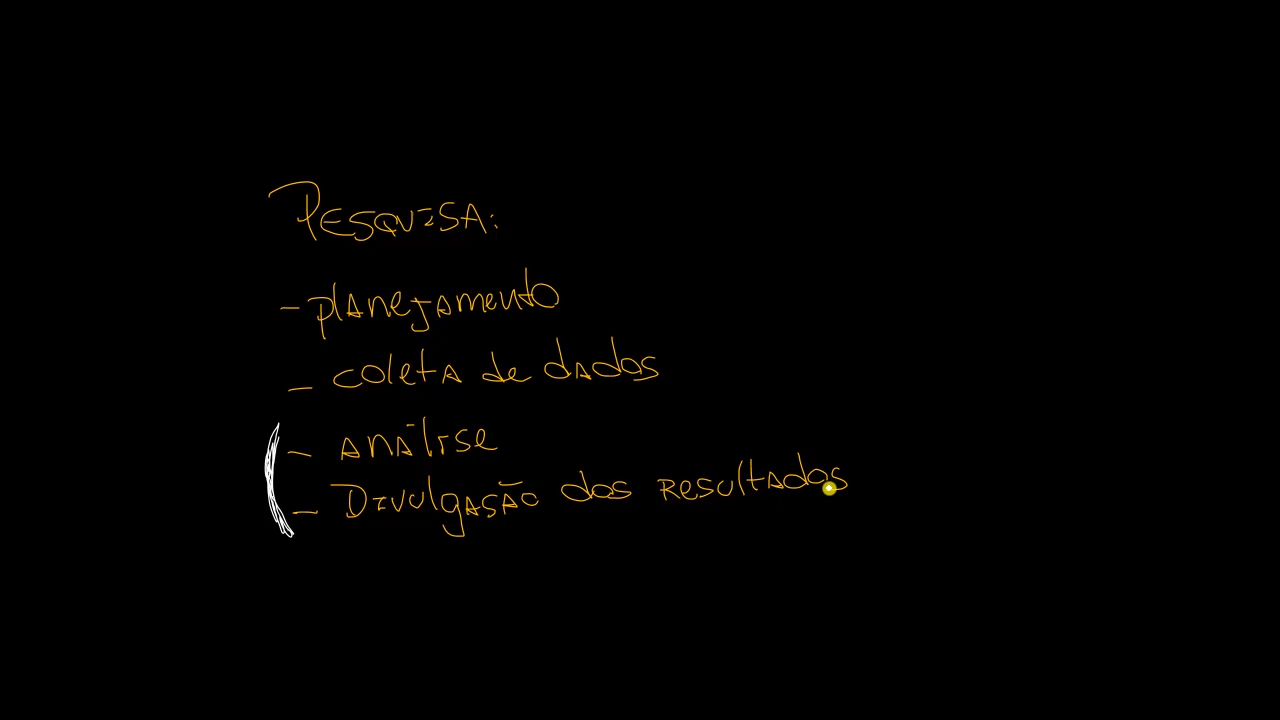 PESQUISA:
- planejamento
- coleta de dados
- análise
- Divulgasão dos resultados